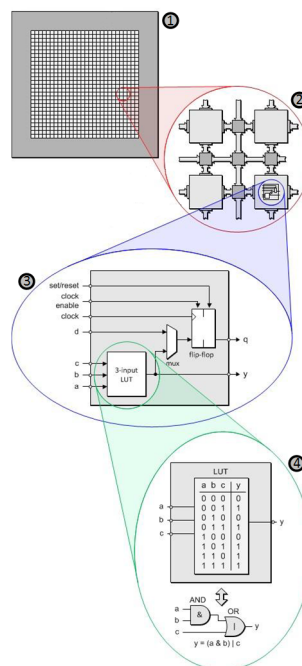 1
2
3
set/reset
clock
enable
clock
d
mux
flip-flop
q
c
b
a
3-input
LUT
y
4
LUT
a b c y
0 0 0 0
0 0 1 1
0 1 0 0
0 1 1 1
1 0 0 0
1 0 1 1
1 1 0 1
1 1 1 1
a
b
c
y
AND
a
b
&
OR
|
y
c
y = (a & b) | c